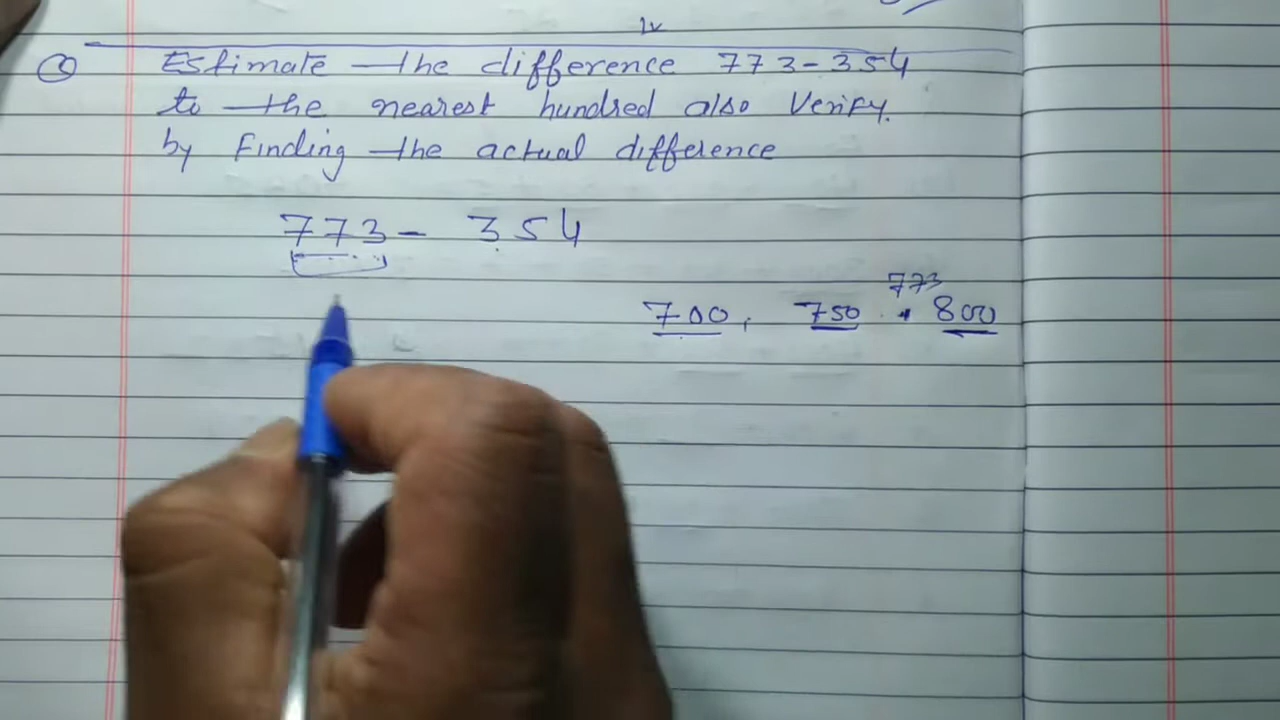 Estimate the difference 773-354
to the nearest hundred also Verify.
by Finding the actual difference
773 - 354
773
700, 750 800